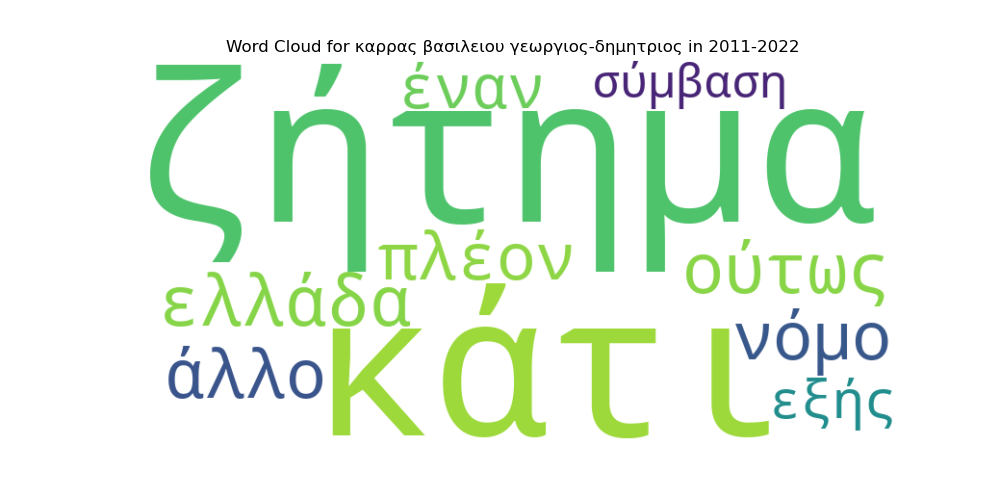 Word Cloud for καρρας βασιλειου γεωργιος-δημητριος in 2011-2022
έναν
σύμβαση
ζήτημα
πλέον
ούτως
ελλάδα
νόμο
άλλο
κάτι
εξής